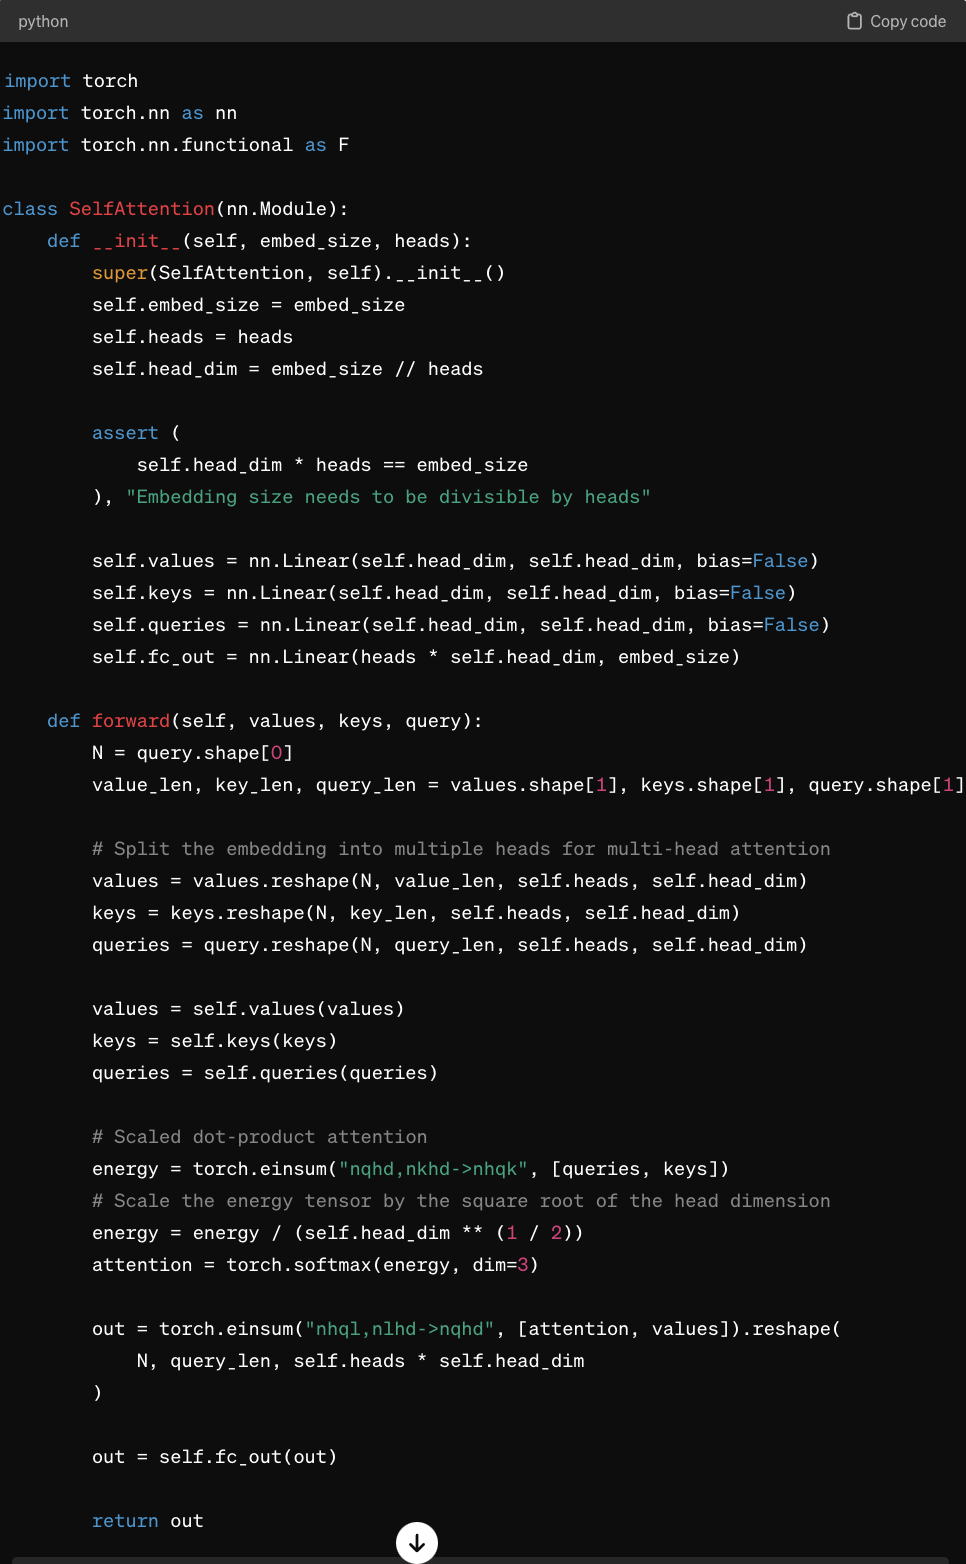 python
Copy code
import torch
import torch.nn as nn
import torch.nn.functional as F
class SelfAttention(nn.Module):
    def __init__(self, embed_size, heads):
        super(SelfAttention, self).__init__()
        self.embed_size = embed_size
        self.heads = heads
        self.head_dim = embed_size // heads
        assert (
            self.head_dim * heads == embed_size
        ), "Embedding size needs to be divisible by heads"
        self.values = nn.Linear(self.head_dim, self.head_dim, bias=False)
        self.keys = nn.Linear(self.head_dim, self.head_dim, bias=False)
        self.queries = nn.Linear(self.head_dim, self.head_dim, bias=False)
        self.fc_out = nn.Linear(heads * self.head_dim, embed_size)
    def forward(self, values, keys, query):
        N = query.shape[0]
        value_len, key_len, query_len = values.shape[1], keys.shape[1], query.shape[1]
        # Split the embedding into multiple heads for multi-head attention
        values = values.reshape(N, value_len, self.heads, self.head_dim)
        keys = keys.reshape(N, key_len, self.heads, self.head_dim)
        queries = query.reshape(N, query_len, self.heads, self.head_dim)
        values = self.values(values)
        keys = self.keys(keys)
        queries = self.queries(queries)
        # Scaled dot-product attention
        energy = torch.einsum("nqhd,nkhd->nhqk", [queries, keys])
        # Scale the energy tensor by the square root of the head dimension
        energy = energy / (self.head_dim ** (1 / 2))
        attention = torch.softmax(energy, dim=3)
        out = torch.einsum("nhql,nlhd->nqhd", [attention, values]).reshape(
            N, query_len, self.heads * self.head_dim
        )
        out = self.fc_out(out)
        return out